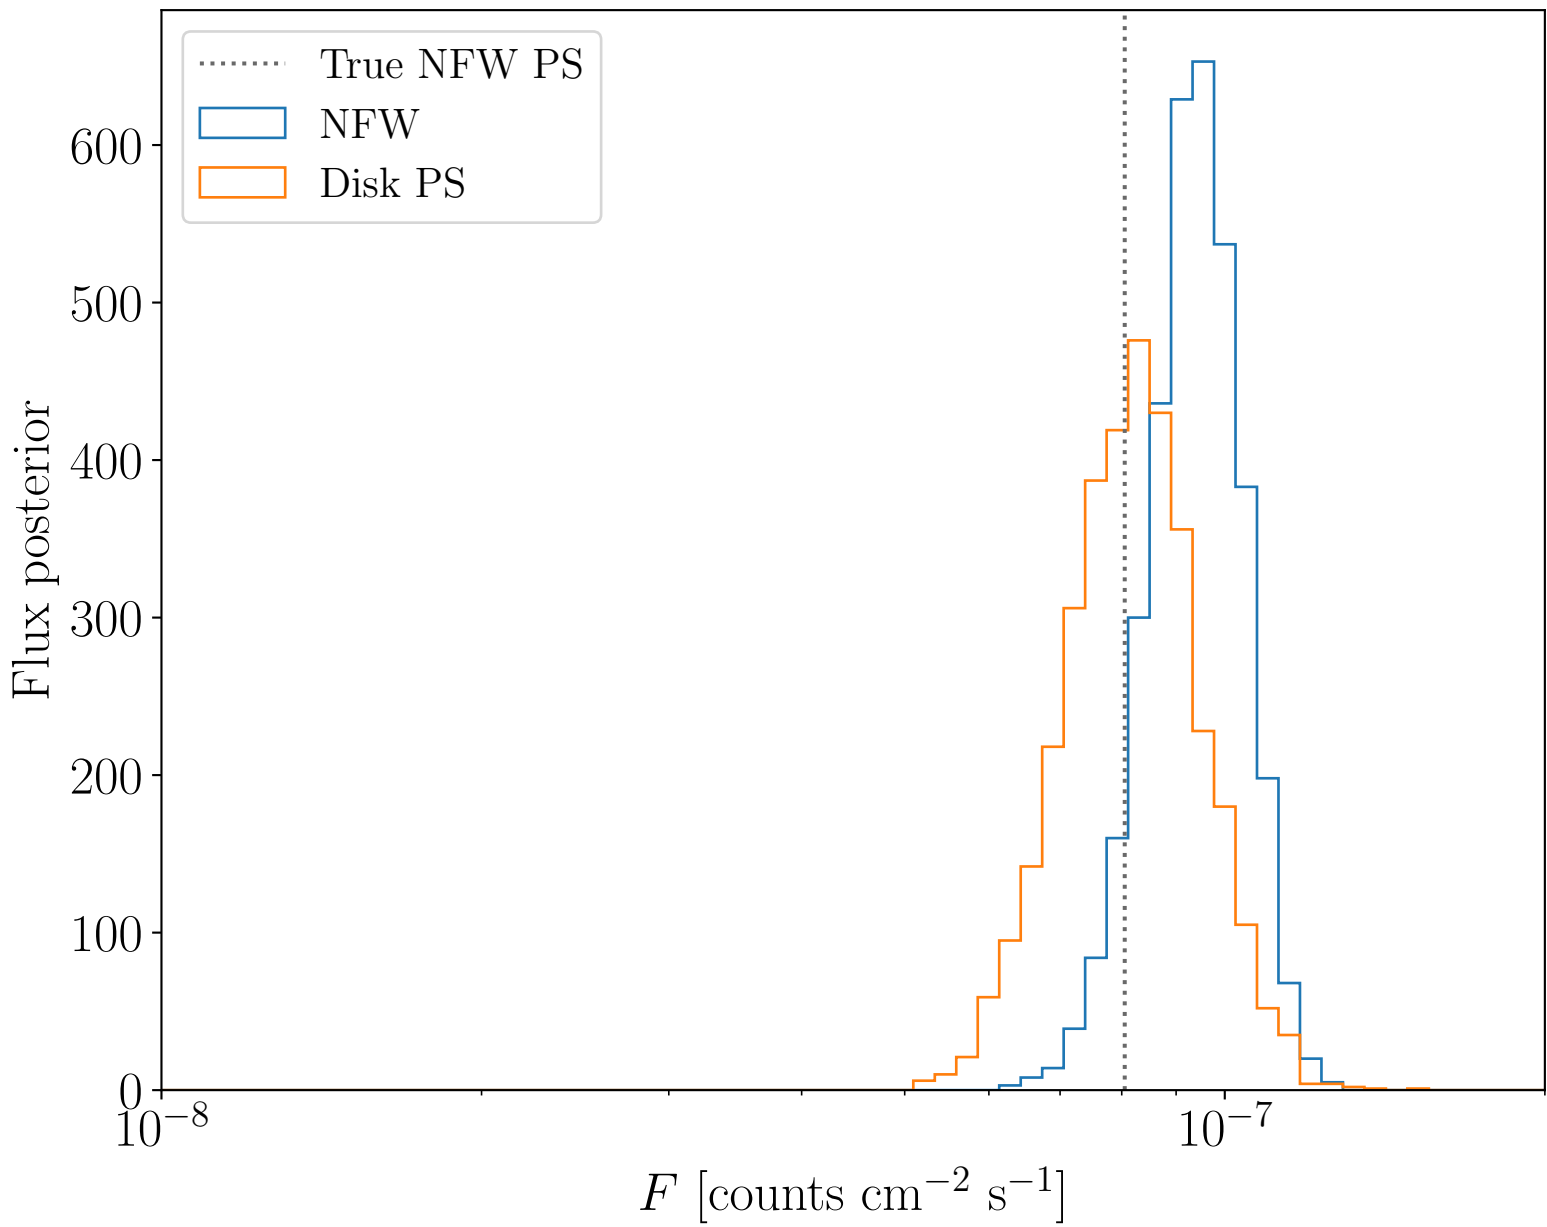 True NFW PS
NFW
Disk PS
Flux posterior
600
500
400
300
200
100
0
10⁻⁸
10⁻⁷
F [counts cm⁻² s⁻¹]